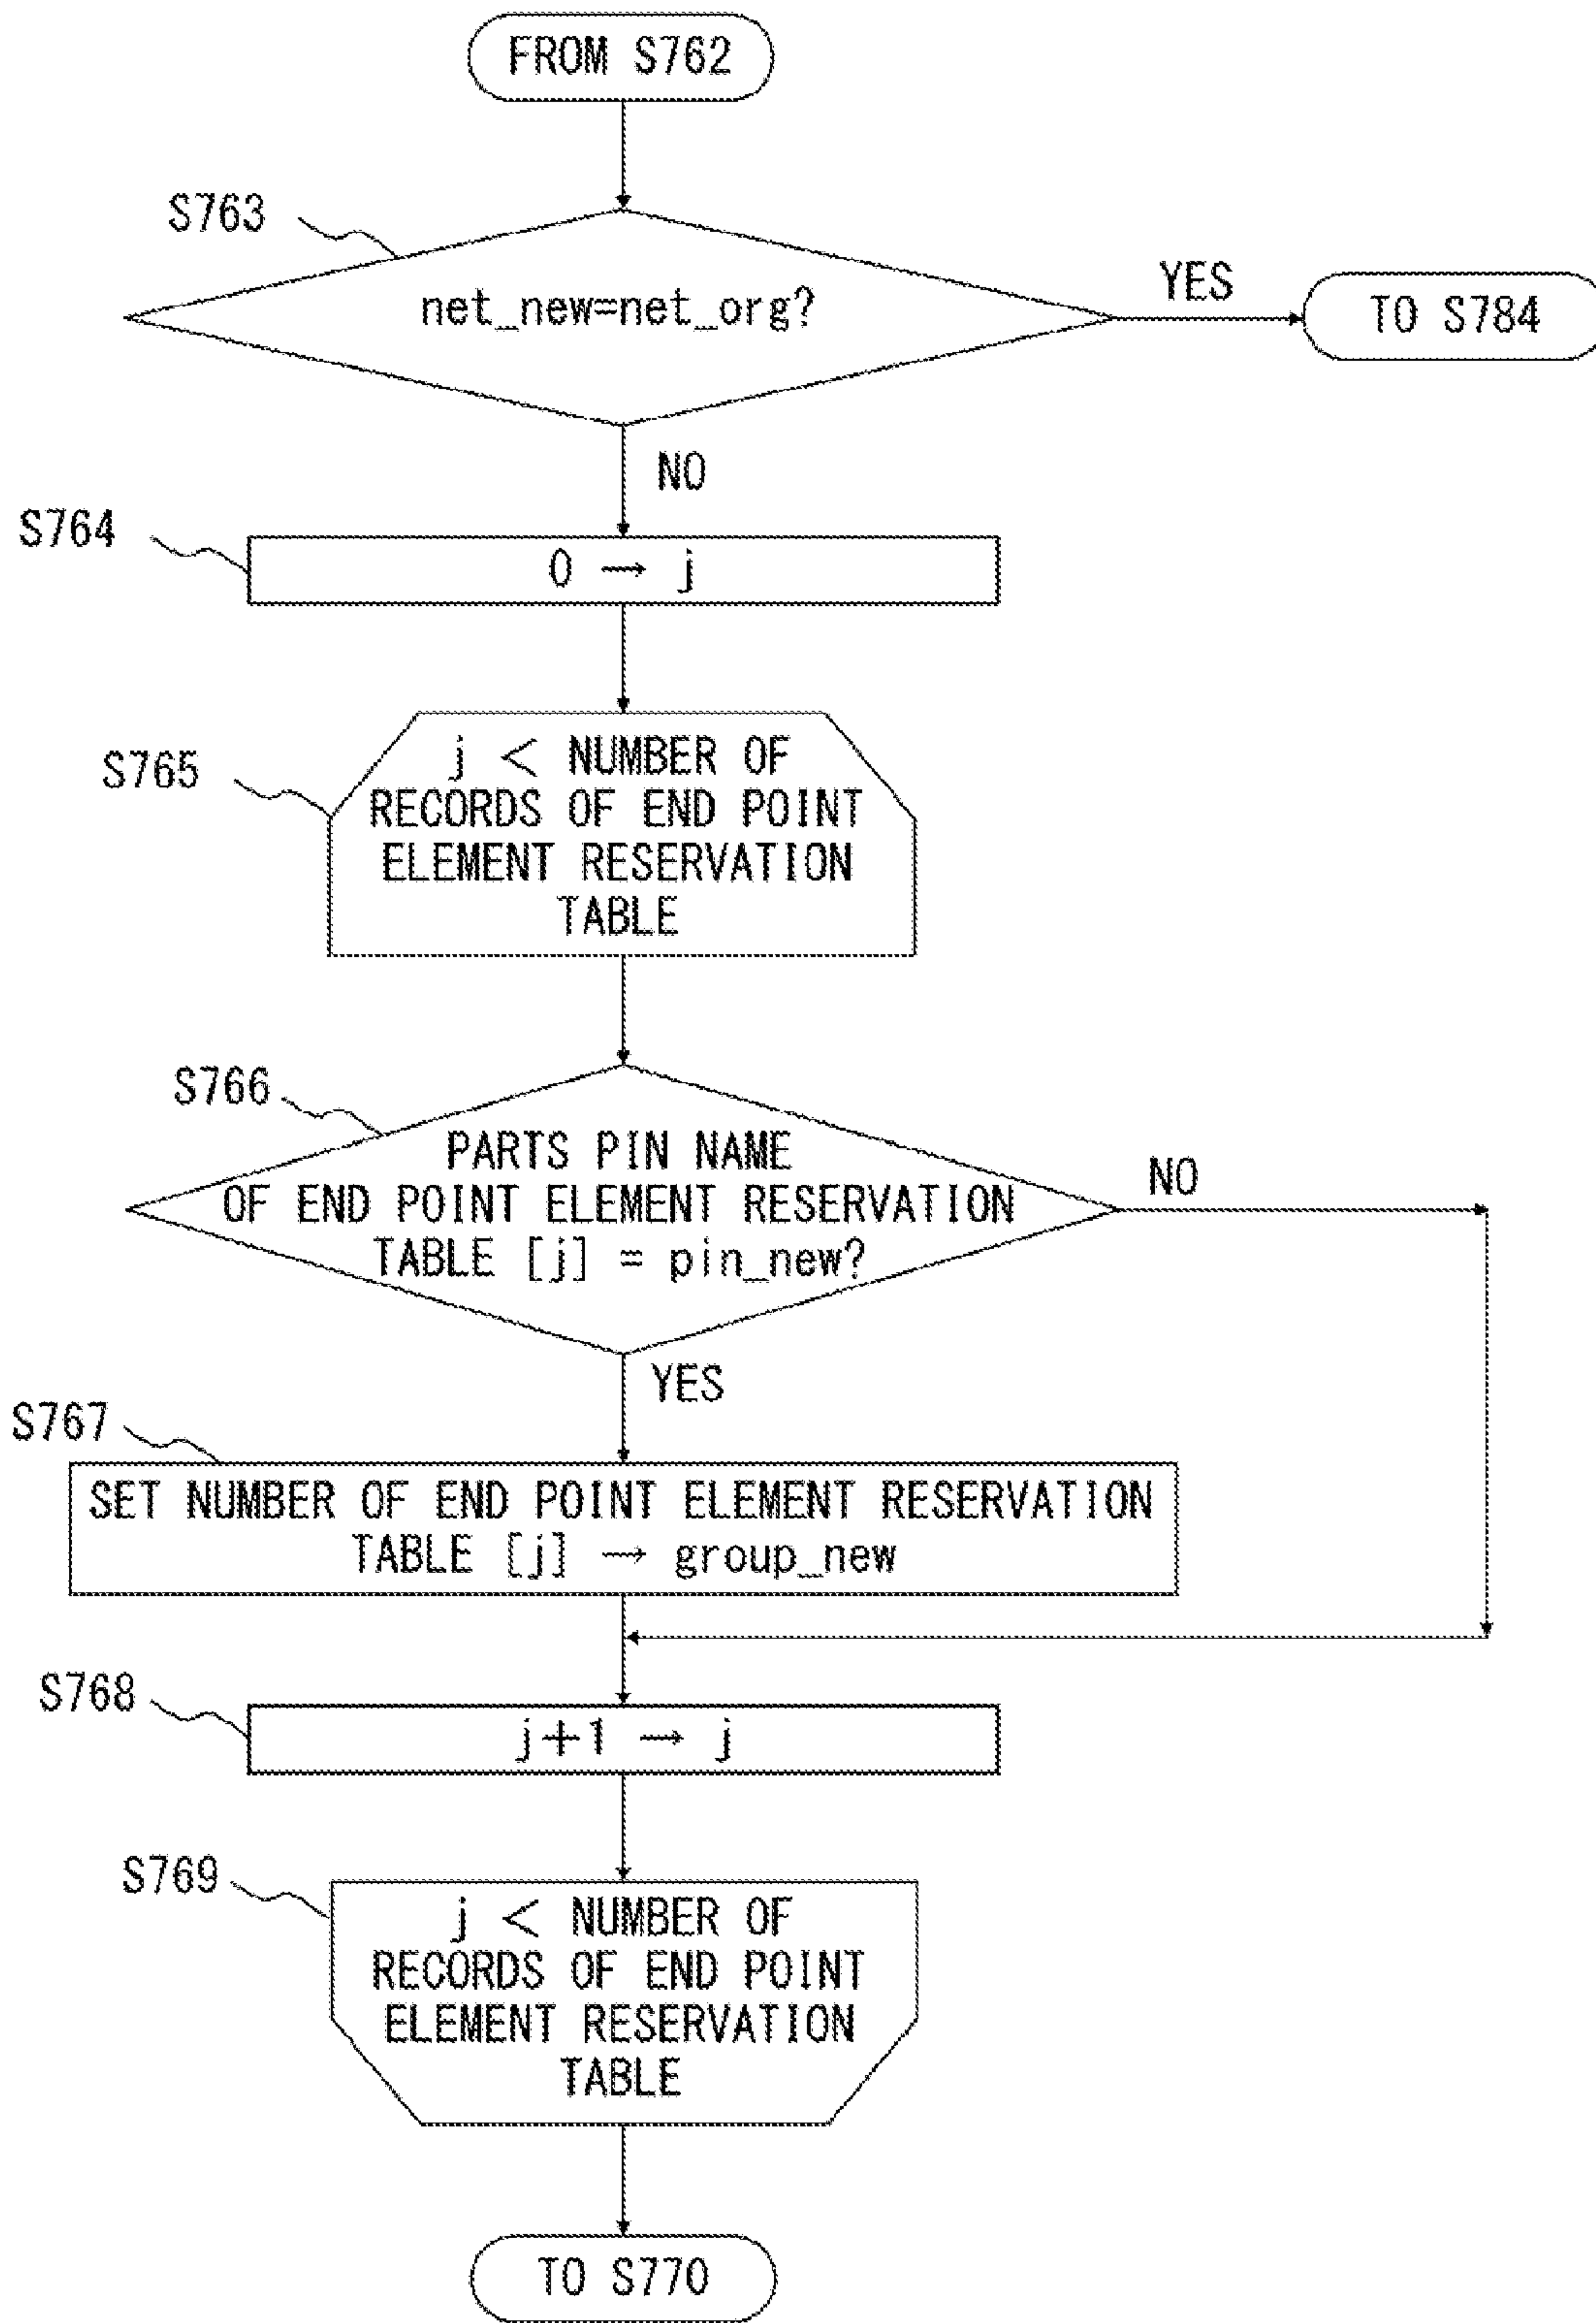 FROM S762
S763
net_new=net_org?
YES
TO S784
NO
S764
0 → j
S765
j < NUMBER OF
RECORDS OF END POINT
ELEMENT RESERVATION
TABLE
S766
PARTS PIN NAME
OF END POINT ELEMENT RESERVATION
TABLE [j] = pin_new?
NO
YES
S767
SET NUMBER OF END POINT ELEMENT RESERVATION
TABLE [j] → group_new
S768
j+1 → j
S769
j < NUMBER OF
RECORDS OF END POINT
ELEMENT RESERVATION
TABLE
TO S770